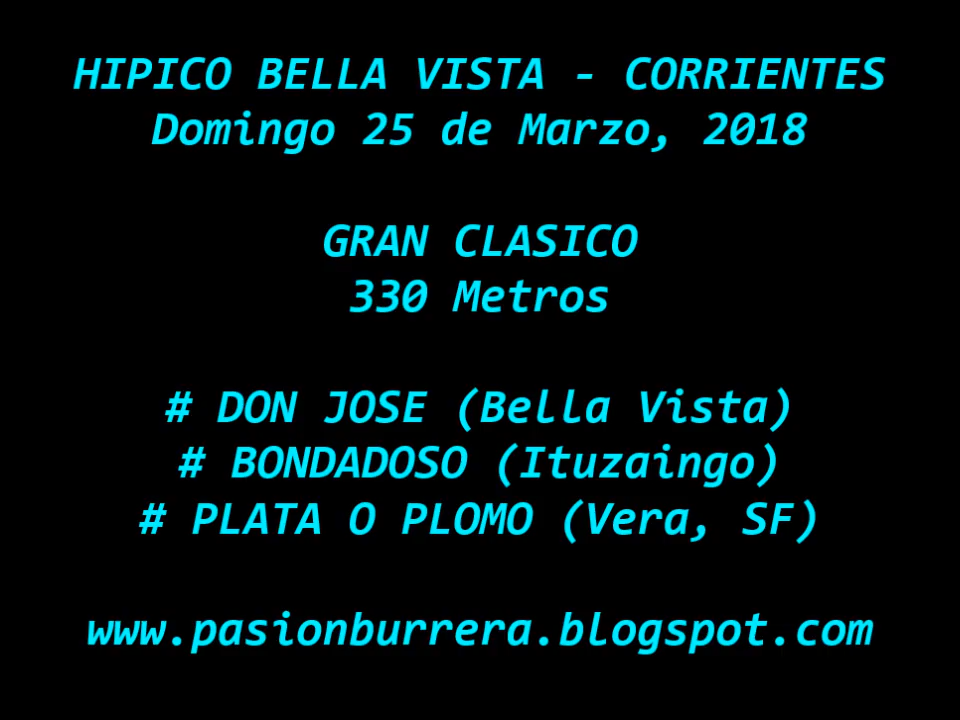 HIPICO BELLA VISTA - CORRIENTES
Domingo 25 de Marzo, 2018
GRAN CLASICO
330 Metros
# DON JOSE (Bella Vista)
# BONDADOSO (Ituzaingo)
# PLATA O PLOMO (Vera, SF)
www.pasionburrera.blogspot.com